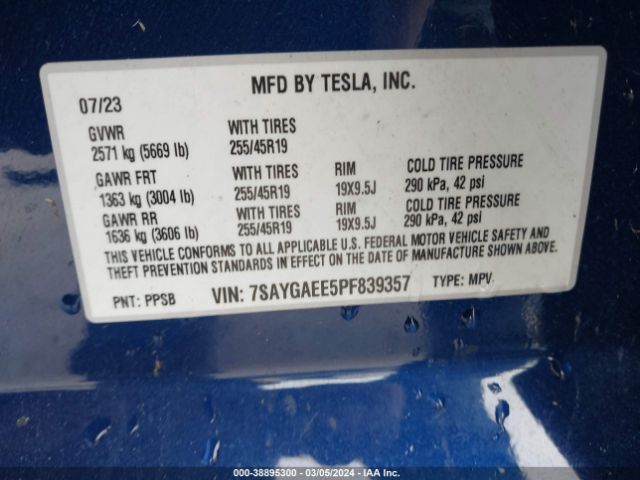 MFD BY TESLA, INC.
07/23
GVWR WITH TIRES
2571 kg (5669 lb) 255/45R19
GAWR FRT WITH TIRES RIM COLD TIRE PRESSURE
1363 kg (3004 lb) 255/45R19 19X9.5J 290 kPa, 42 psi
GAWR RR WITH TIRES RIM COLD TIRE PRESSURE
1636 kg (3606 lb) 255/45R19 19X9.5J 290 kPa, 42 psi
THIS VEHICLE CONFORMS TO ALL APPLICABLE U.S. FEDERAL MOTOR VEHICLE SAFETY AND
THEFT PREVENTION STANDARDS IN EFFECT ON THE DATE OF MANUFACTURE SHOWN ABOVE.
PNT: PPSB VIN: 7SAYGAEE5PF839357 TYPE: MPV
000-38895300 - 03/05/2024 - IAA Inc.